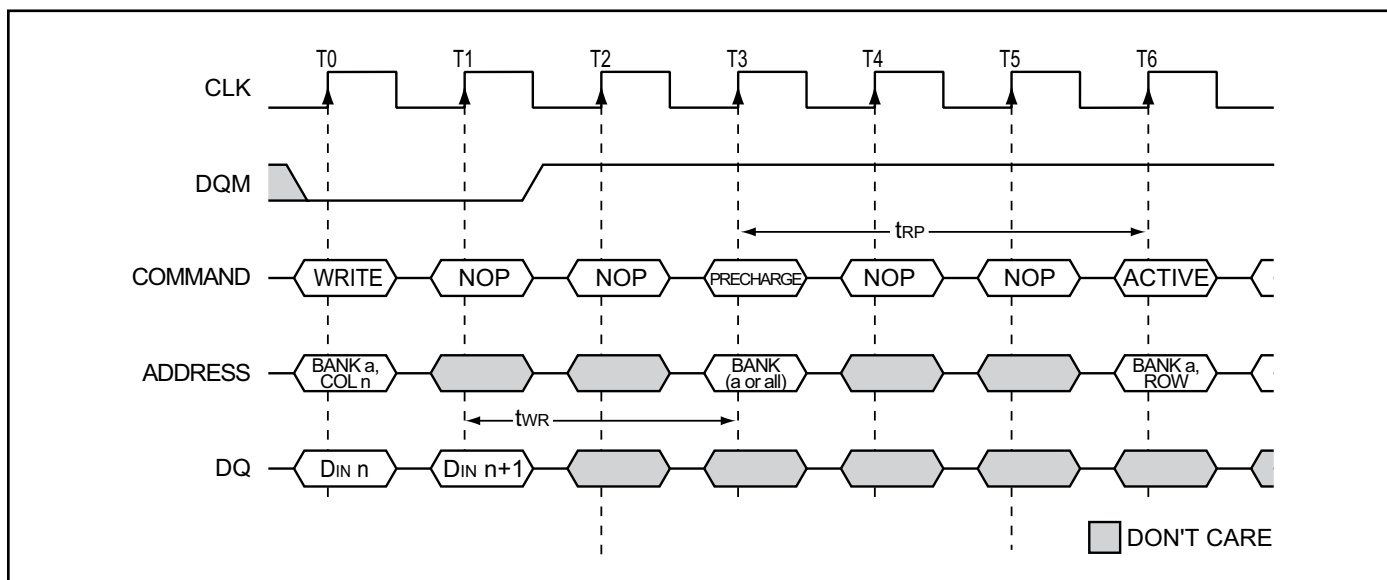 T0 T1 T2 T3 T4 T5 T6
CLK
DQM
tRP
COMMAND WRITE NOP NOP PRECHARGE NOP NOP ACTIVE
ADDRESS BANK a, COL n BANK (a or all) BANK a, ROW
tWR
DQ DIN n DIN n+1
DON'T CARE